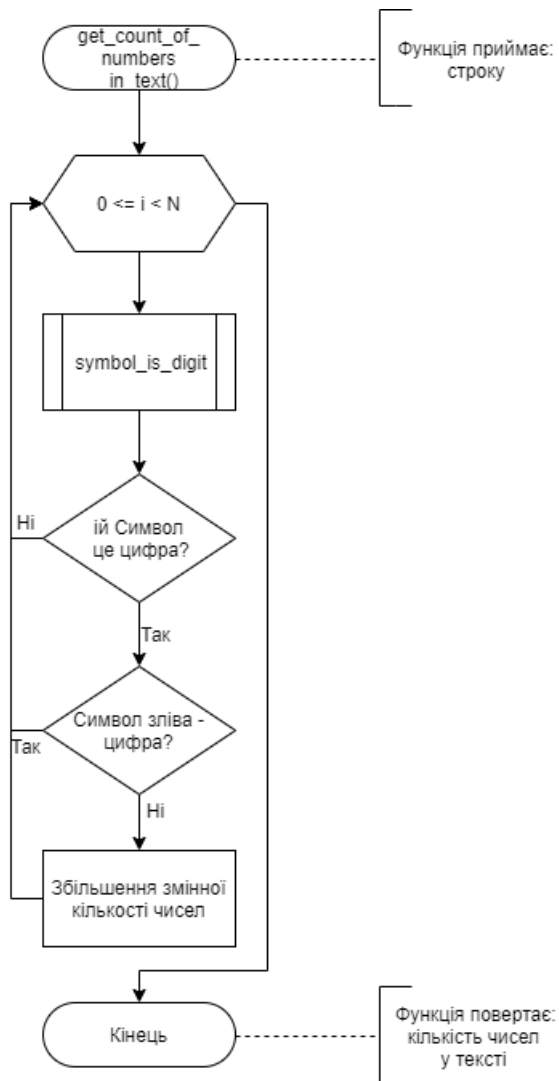 get_count_of_
numbers
in_text()
Функція приймає:
строку
0 <= i < N
symbol_is_digit
ій Символ
це цифра?
Ні
Так
Символ зліва -
цифра?
Так
Ні
Збільшення змінної
кількості чисел
Кінець
Функція повертає:
кількість чисел
у тексті